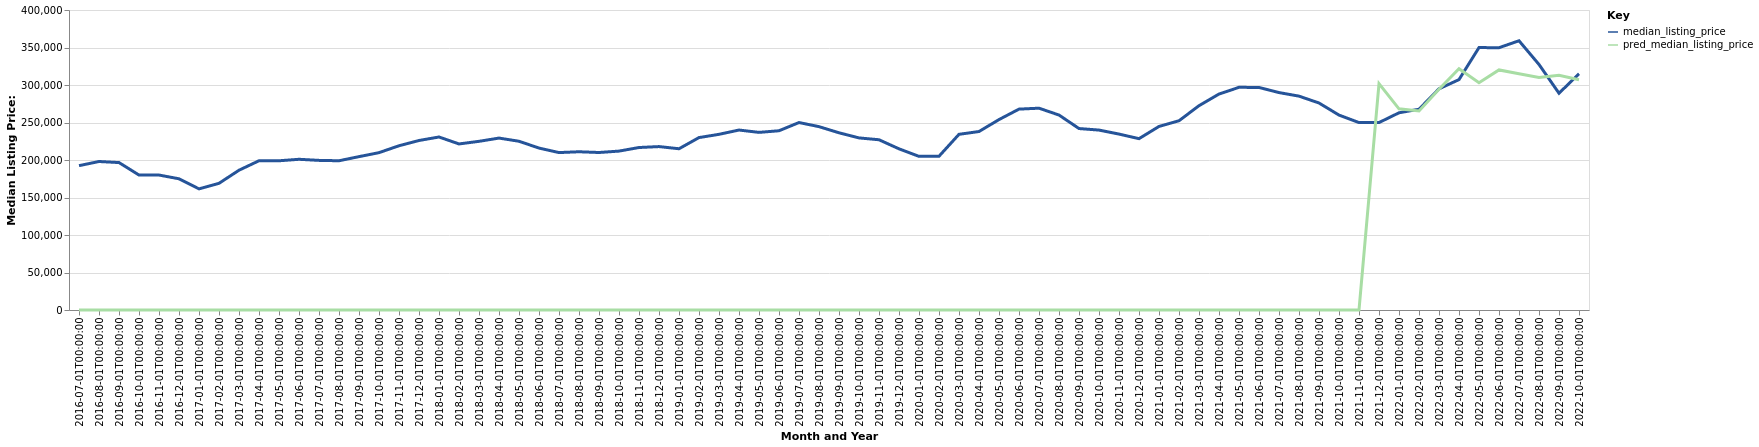 400,000
350,000
300,000
250,000
200,000
150,000
100,000
50,000
0
Median Listing Price:
2016-07-01T00:00:00
2016-08-01T00:00:00
2016-09-01T00:00:00
2016-10-01T00:00:00
2016-11-01T00:00:00
2016-12-01T00:00:00
2017-01-01T00:00:00
2017-02-01T00:00:00
2017-03-01T00:00:00
2017-04-01T00:00:00
2017-05-01T00:00:00
2017-06-01T00:00:00
2017-07-01T00:00:00
2017-08-01T00:00:00
2017-09-01T00:00:00
2017-10-01T00:00:00
2017-11-01T00:00:00
2017-12-01T00:00:00
2018-01-01T00:00:00
2018-02-01T00:00:00
2018-03-01T00:00:00
2018-04-01T00:00:00
2018-05-01T00:00:00
2018-06-01T00:00:00
2018-07-01T00:00:00
2018-08-01T00:00:00
2018-09-01T00:00:00
2018-10-01T00:00:00
2018-11-01T00:00:00
2018-12-01T00:00:00
2019-01-01T00:00:00
2019-02-01T00:00:00
2019-03-01T00:00:00
2019-04-01T00:00:00
2019-05-01T00:00:00
2019-06-01T00:00:00
2019-07-01T00:00:00
2019-08-01T00:00:00
2019-09-01T00:00:00
2019-10-01T00:00:00
2019-11-01T00:00:00
2019-12-01T00:00:00
2020-01-01T00:00:00
2020-02-01T00:00:00
2020-03-01T00:00:00
2020-04-01T00:00:00
2020-05-01T00:00:00
2020-06-01T00:00:00
2020-07-01T00:00:00
2020-08-01T00:00:00
2020-09-01T00:00:00
2020-10-01T00:00:00
2020-11-01T00:00:00
2020-12-01T00:00:00
2021-01-01T00:00:00
2021-02-01T00:00:00
2021-03-01T00:00:00
2021-04-01T00:00:00
2021-05-01T00:00:00
2021-06-01T00:00:00
2021-07-01T00:00:00
2021-08-01T00:00:00
2021-09-01T00:00:00
2021-10-01T00:00:00
2021-11-01T00:00:00
2021-12-01T00:00:00
2022-01-01T00:00:00
2022-02-01T00:00:00
2022-03-01T00:00:00
2022-04-01T00:00:00
2022-05-01T00:00:00
2022-06-01T00:00:00
2022-07-01T00:00:00
2022-08-01T00:00:00
2022-09-01T00:00:00
2022-10-01T00:00:00
Month and Year
Key
median_listing_price
pred_median_listing_price